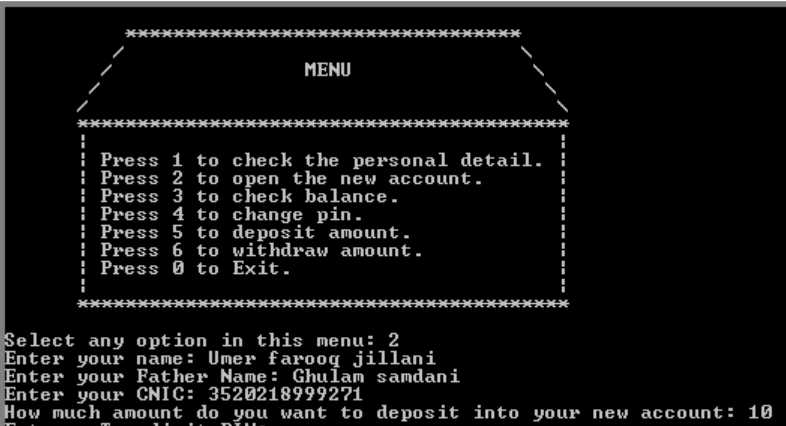 *********************************
MENU
*****************************************
Press 1 to check the personal detail.
Press 2 to open the new account.
Press 3 to check balance.
Press 4 to change pin.
Press 5 to deposit amount.
Press 6 to withdraw amount.
Press 0 to Exit.
*****************************************
Select any option in this menu: 2
Enter your name: Umer farooq jillani
Enter your Father Name: Ghulam samdani
Enter your CNIC: 3520218999271
How much amount do you want to deposit into your new account: 10